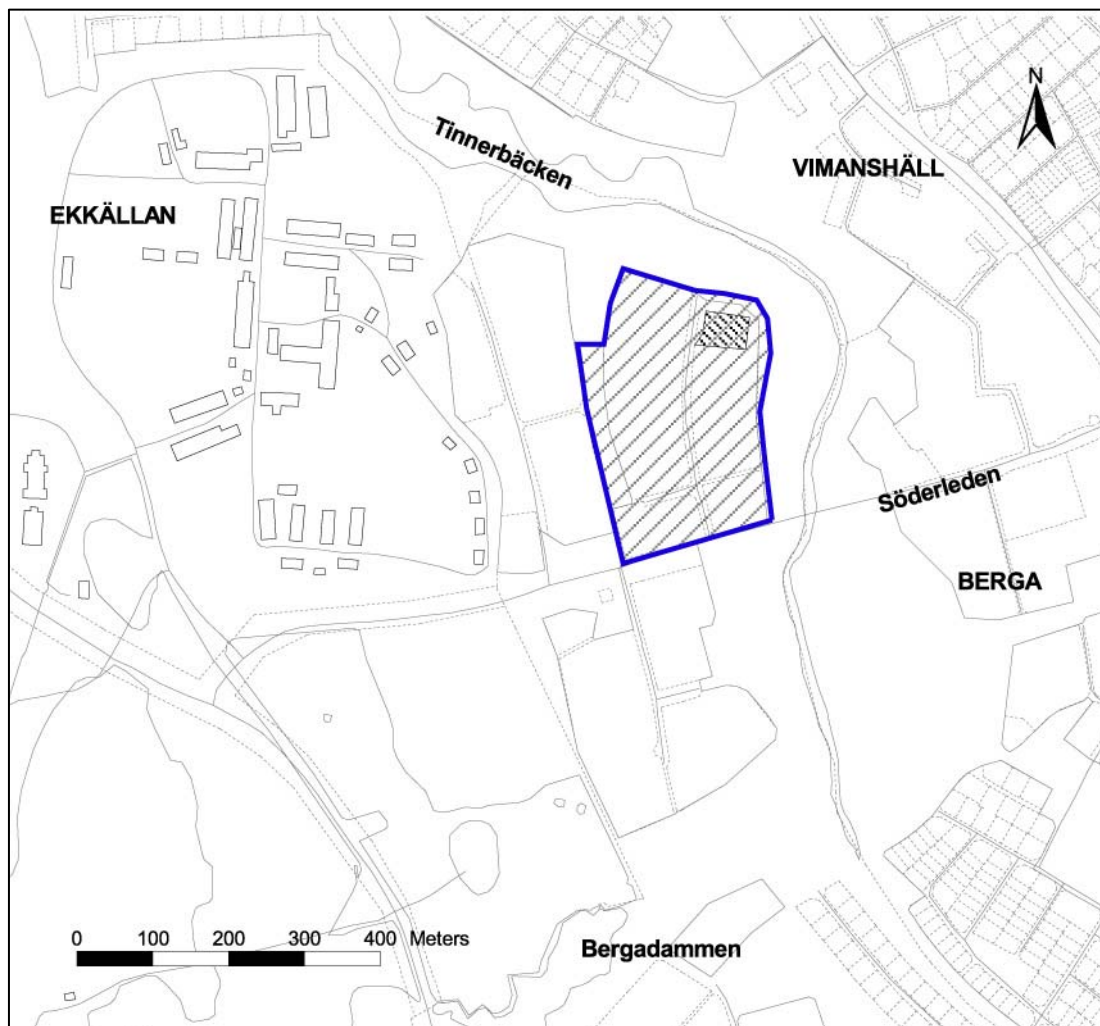 N
Tinnerbäcken
VIMANSHÄLL
EKKÄLLAN
Söderleden
BERGA
0 100 200 300 400 Meters
Bergadammen